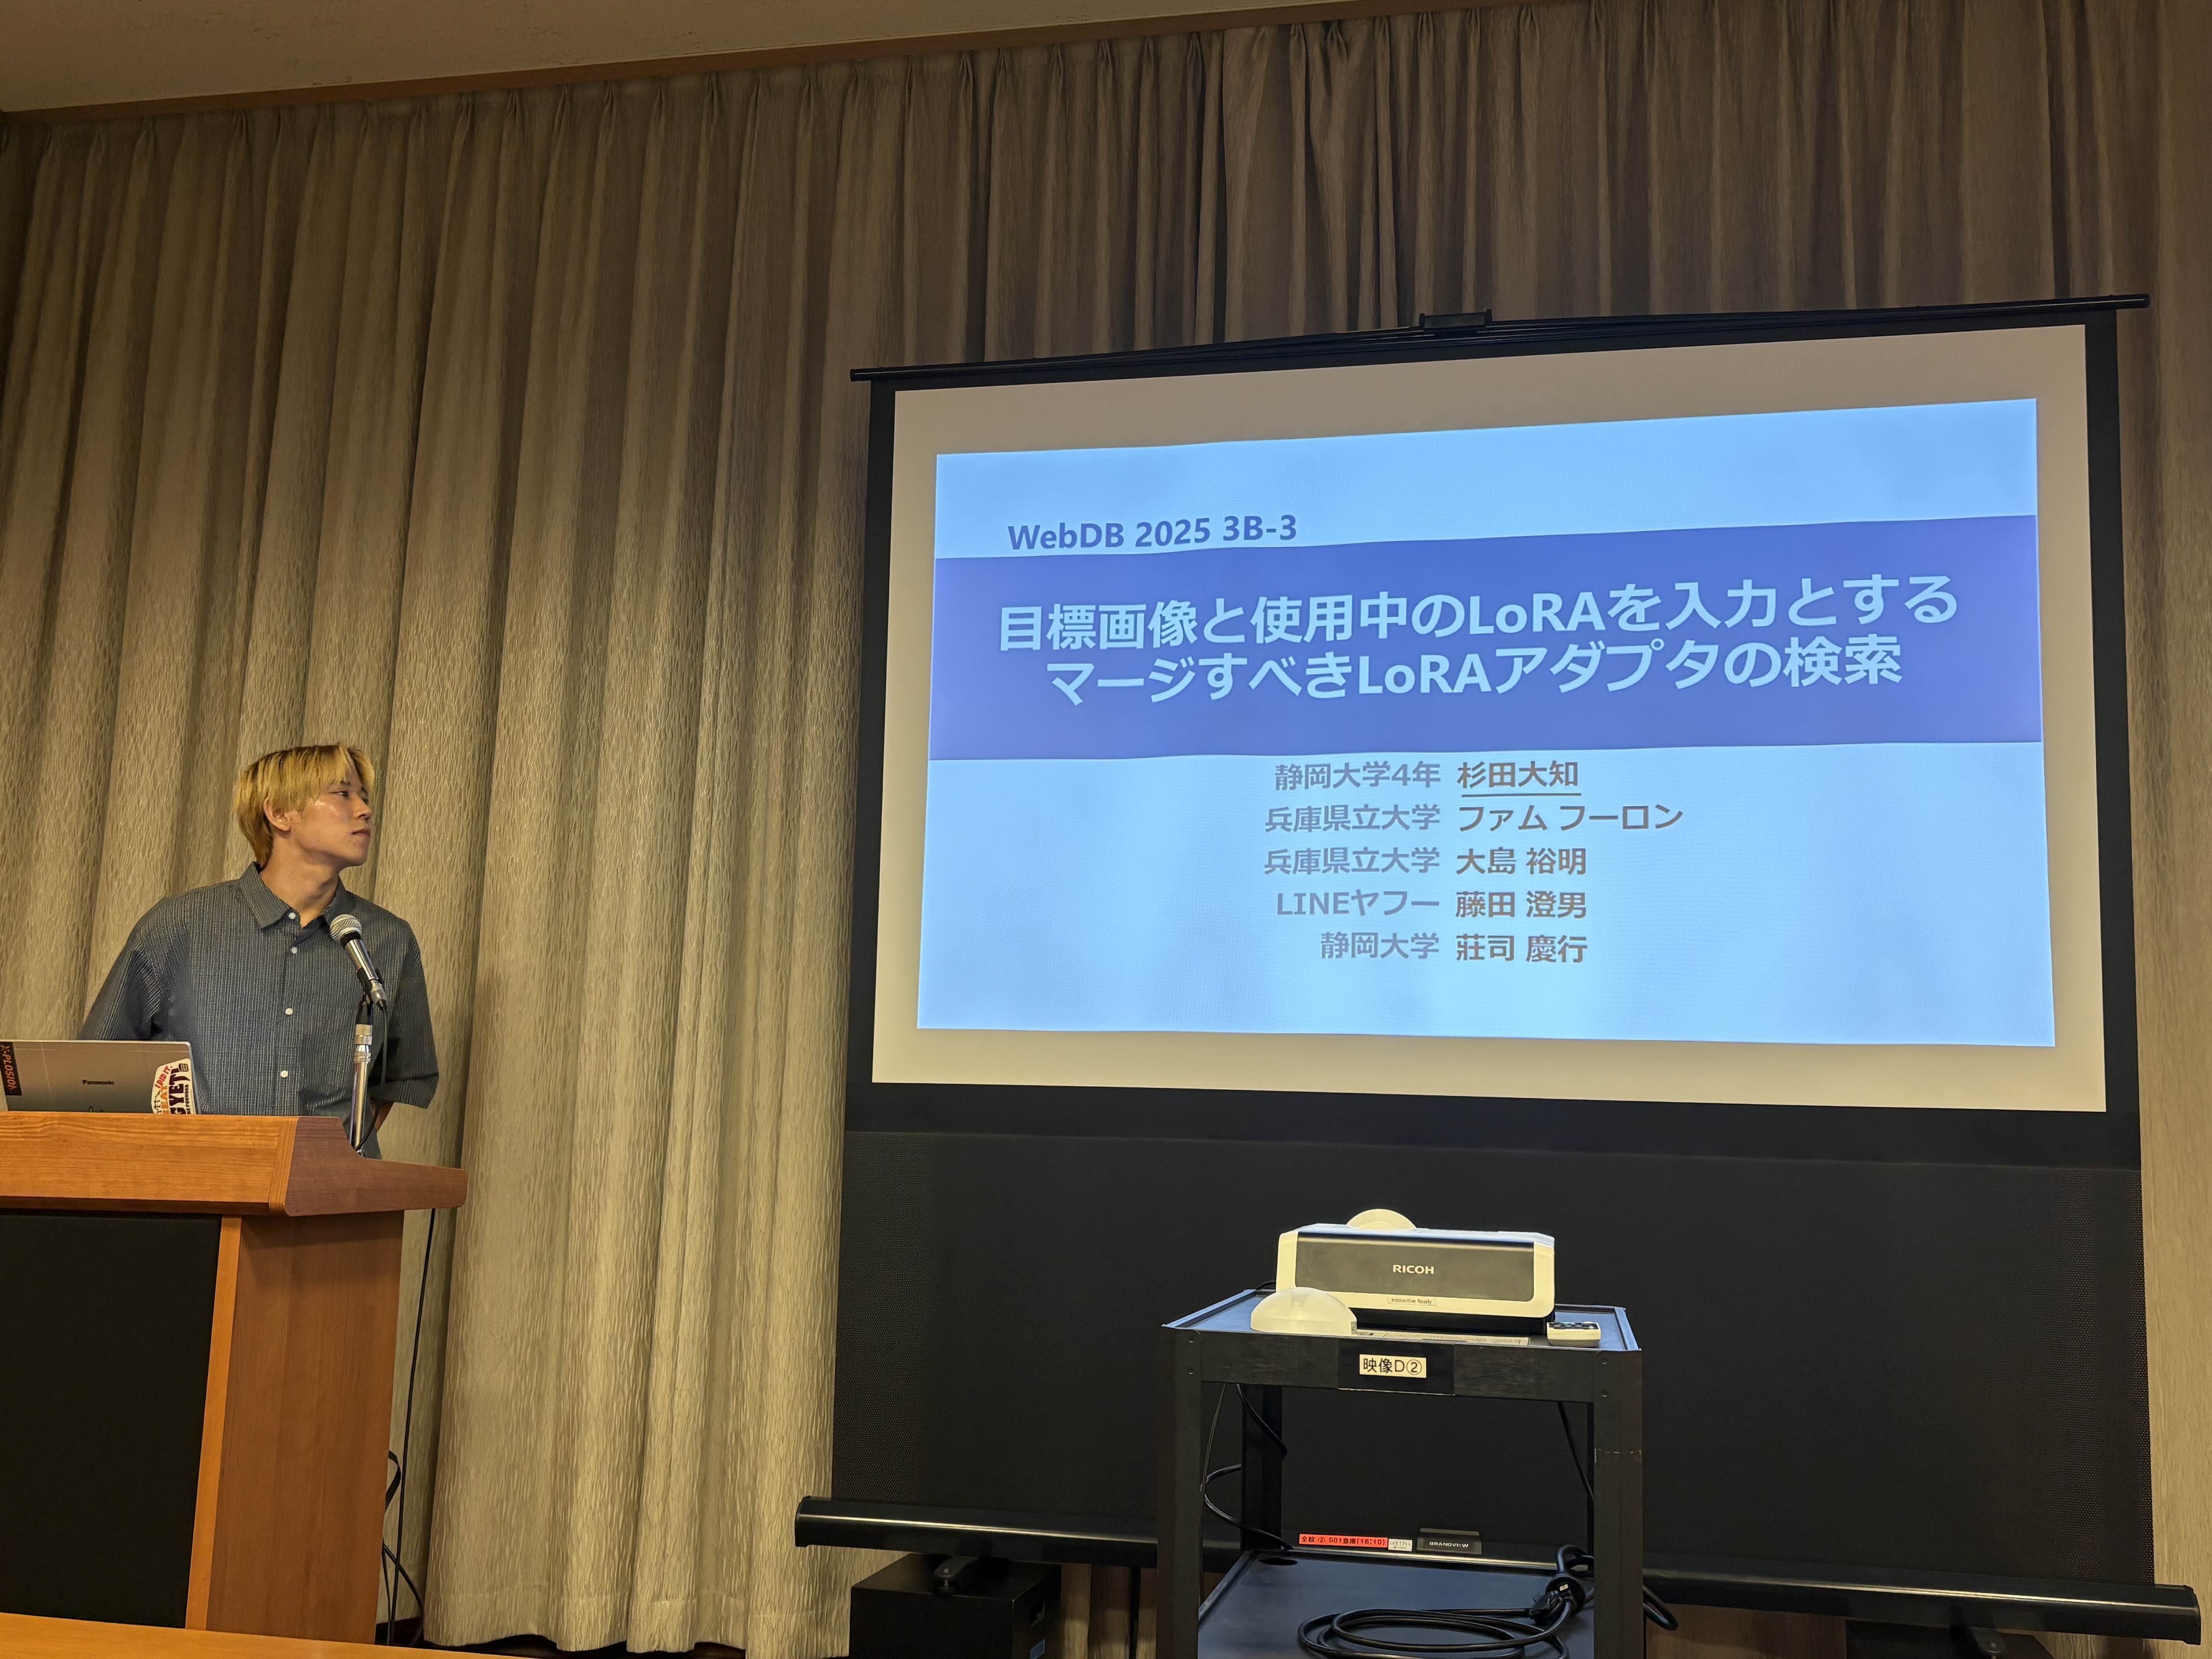 WebDB 2025 3B-3
目標画像と使用中のLoRAを入力とする
マージすべきLoRAアダプタの検索
静岡大学4年 杉田大知
兵庫県立大学 ファム フーロン
兵庫県立大学 大島 裕明
LINEヤフー 藤田 澄男
静岡大学 莊司 慶行
Panasonic
RICOH
Interactive Ready
映像D②
BRANDVIEW